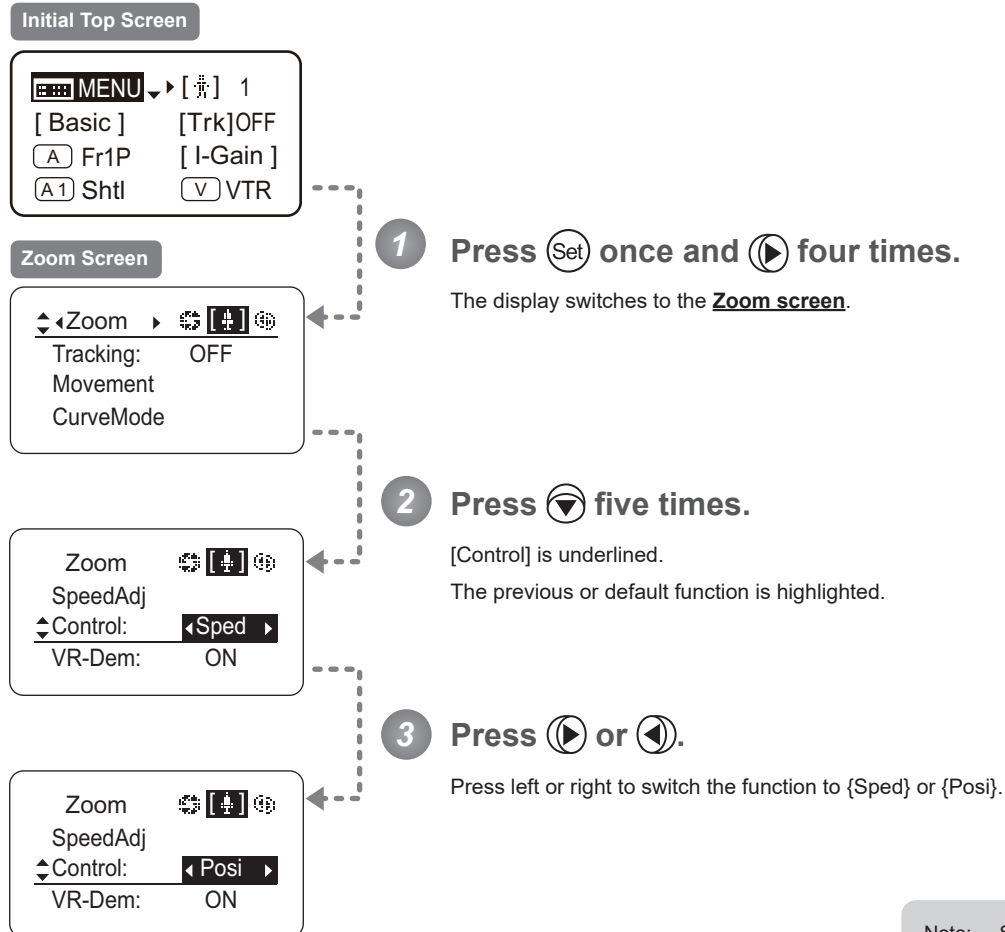 Initial Top Screen
MENU [ ] 1
[ Basic ] [Trk]OFF
A Fr1P [ I-Gain ]
A1 Shtl V VTR
1 Press Set once and four times.
The display switches to the Zoom screen.
Zoom Screen
Zoom
Tracking: OFF
Movement
CurveMode
2 Press five times.
[Control] is underlined.
The previous or default function is highlighted.
Zoom
SpeedAdj
Control: Sped
VR-Dem: ON
3 Press or .
Press left or right to switch the function to {Sped} or {Posi}.
Zoom
SpeedAdj
Control: Posi
VR-Dem: ON